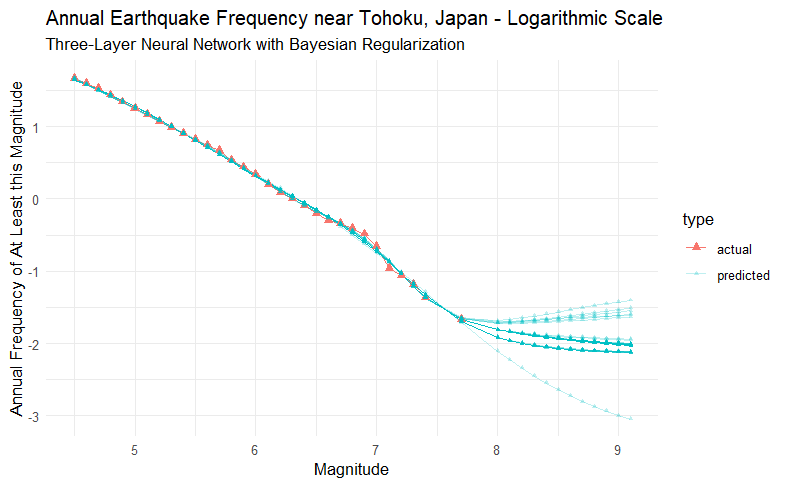 Annual Earthquake Frequency near Tohoku, Japan - Logarithmic Scale
Three-Layer Neural Network with Bayesian Regularization
Annual Frequency of At Least this Magnitude
1
0
-1
-2
-3
5 6 7 8 9
Magnitude
type
actual
predicted